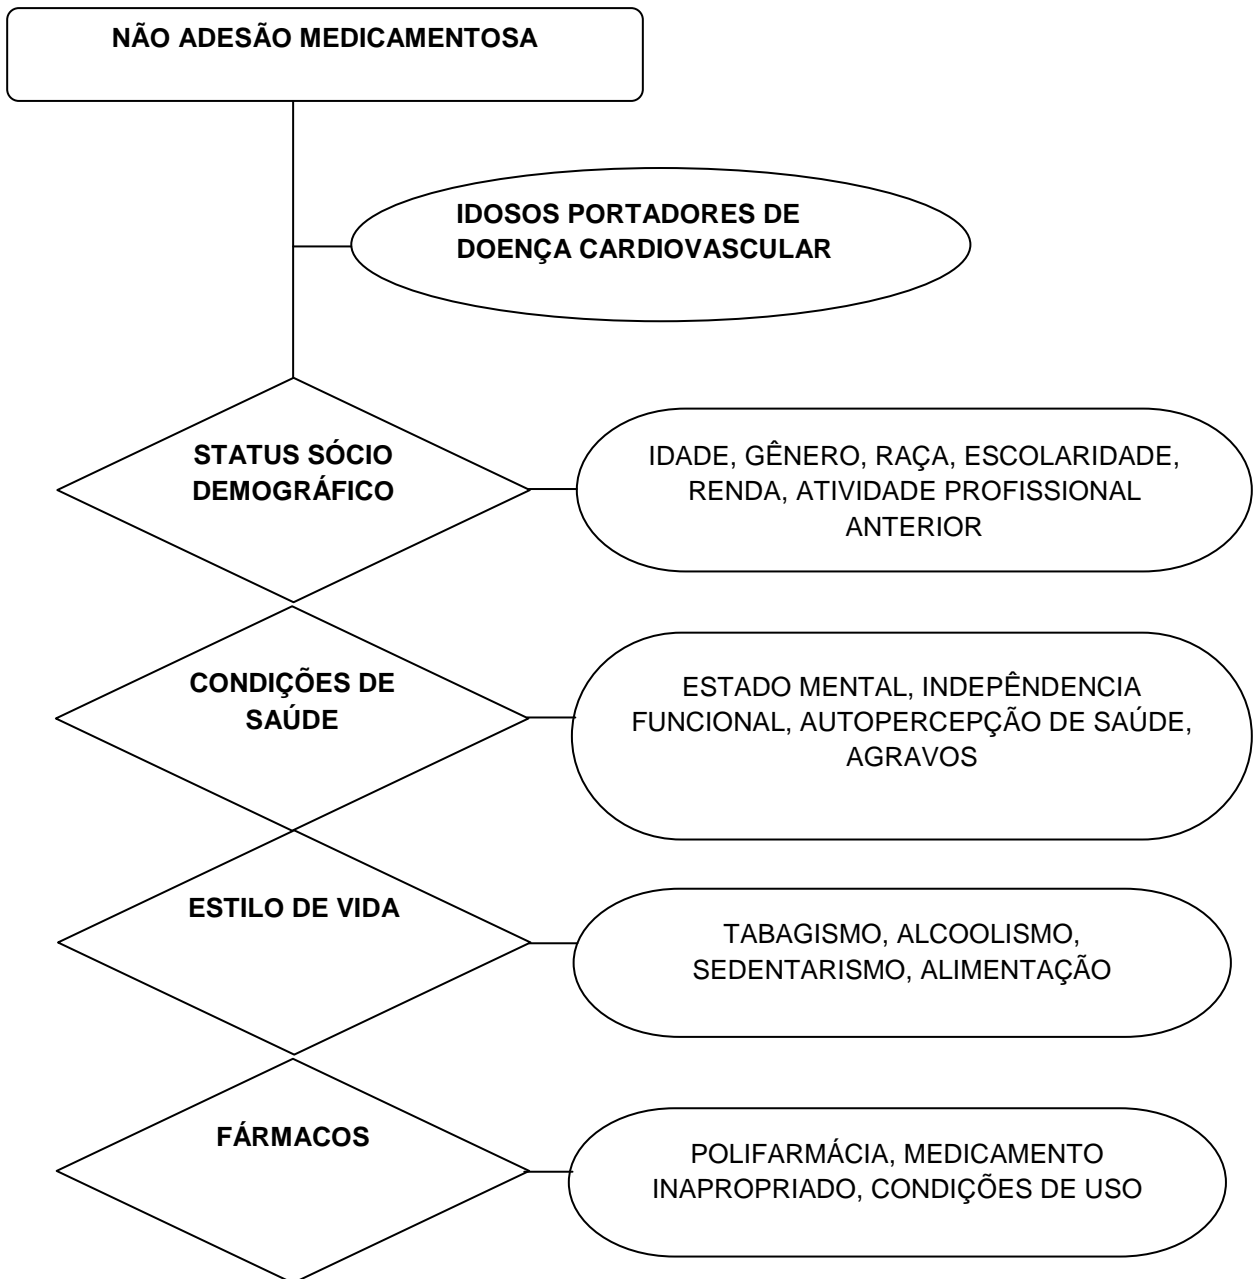 NÃO ADESÃO MEDICAMENTOSA
IDOSOS PORTADORES DE
DOENÇA CARDIOVASCULAR
STATUS SÓCIO
DEMOGRÁFICO
IDADE, GÊNERO, RAÇA, ESCOLARIDADE,
RENDA, ATIVIDADE PROFISSIONAL
ANTERIOR
CONDIÇÕES DE
SAÚDE
ESTADO MENTAL, INDEPÊNDENCIA
FUNCIONAL, AUTOPERCEPÇÃO DE SAÚDE,
AGRAVOS
ESTILO DE VIDA
TABAGISMO, ALCOOLISMO,
SEDENTARISMO, ALIMENTAÇÃO
FÁRMACOS
POLIFARMÁCIA, MEDICAMENTO
INAPROPRIADO, CONDIÇÕES DE USO